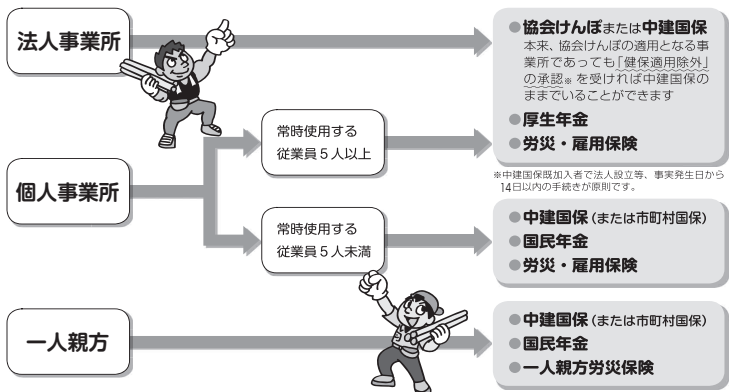 法人事業所
●協会けんぽまたは中建国保
本来、協会けんぽの適用となる事
業所であっても「健保適用除外」
の承認※を受ければ中建国保の
ままでいることができます
●厚生年金
●労災・雇用保険
※中建国保既加入者で法人設立等、事実発生日から
14日以内の手続きが原則です。
個人事業所
常時使用する
従業員5人以上
常時使用する
従業員5人未満
●中建国保(または市町村国保)
●国民年金
●労災・雇用保険
一人親方
●中建国保(または市町村国保)
●国民年金
●一人親方労災保険